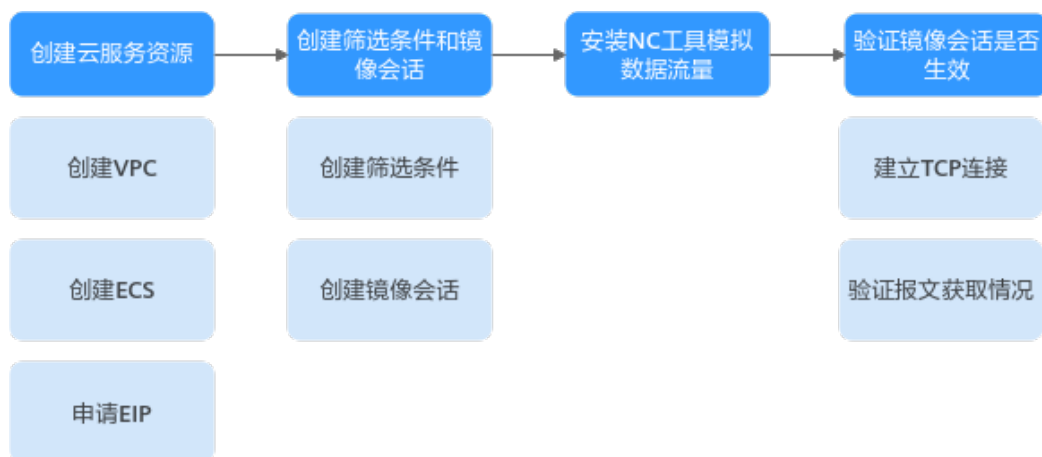 创建云服务资源
创建筛选条件和镜
像会话
安装NC工具模拟
数据流量
验证镜像会话是否
生效
创建VPC
创建筛选条件
建立TCP连接
创建ECS
创建镜像会话
验证报文获取情况
申请EIP